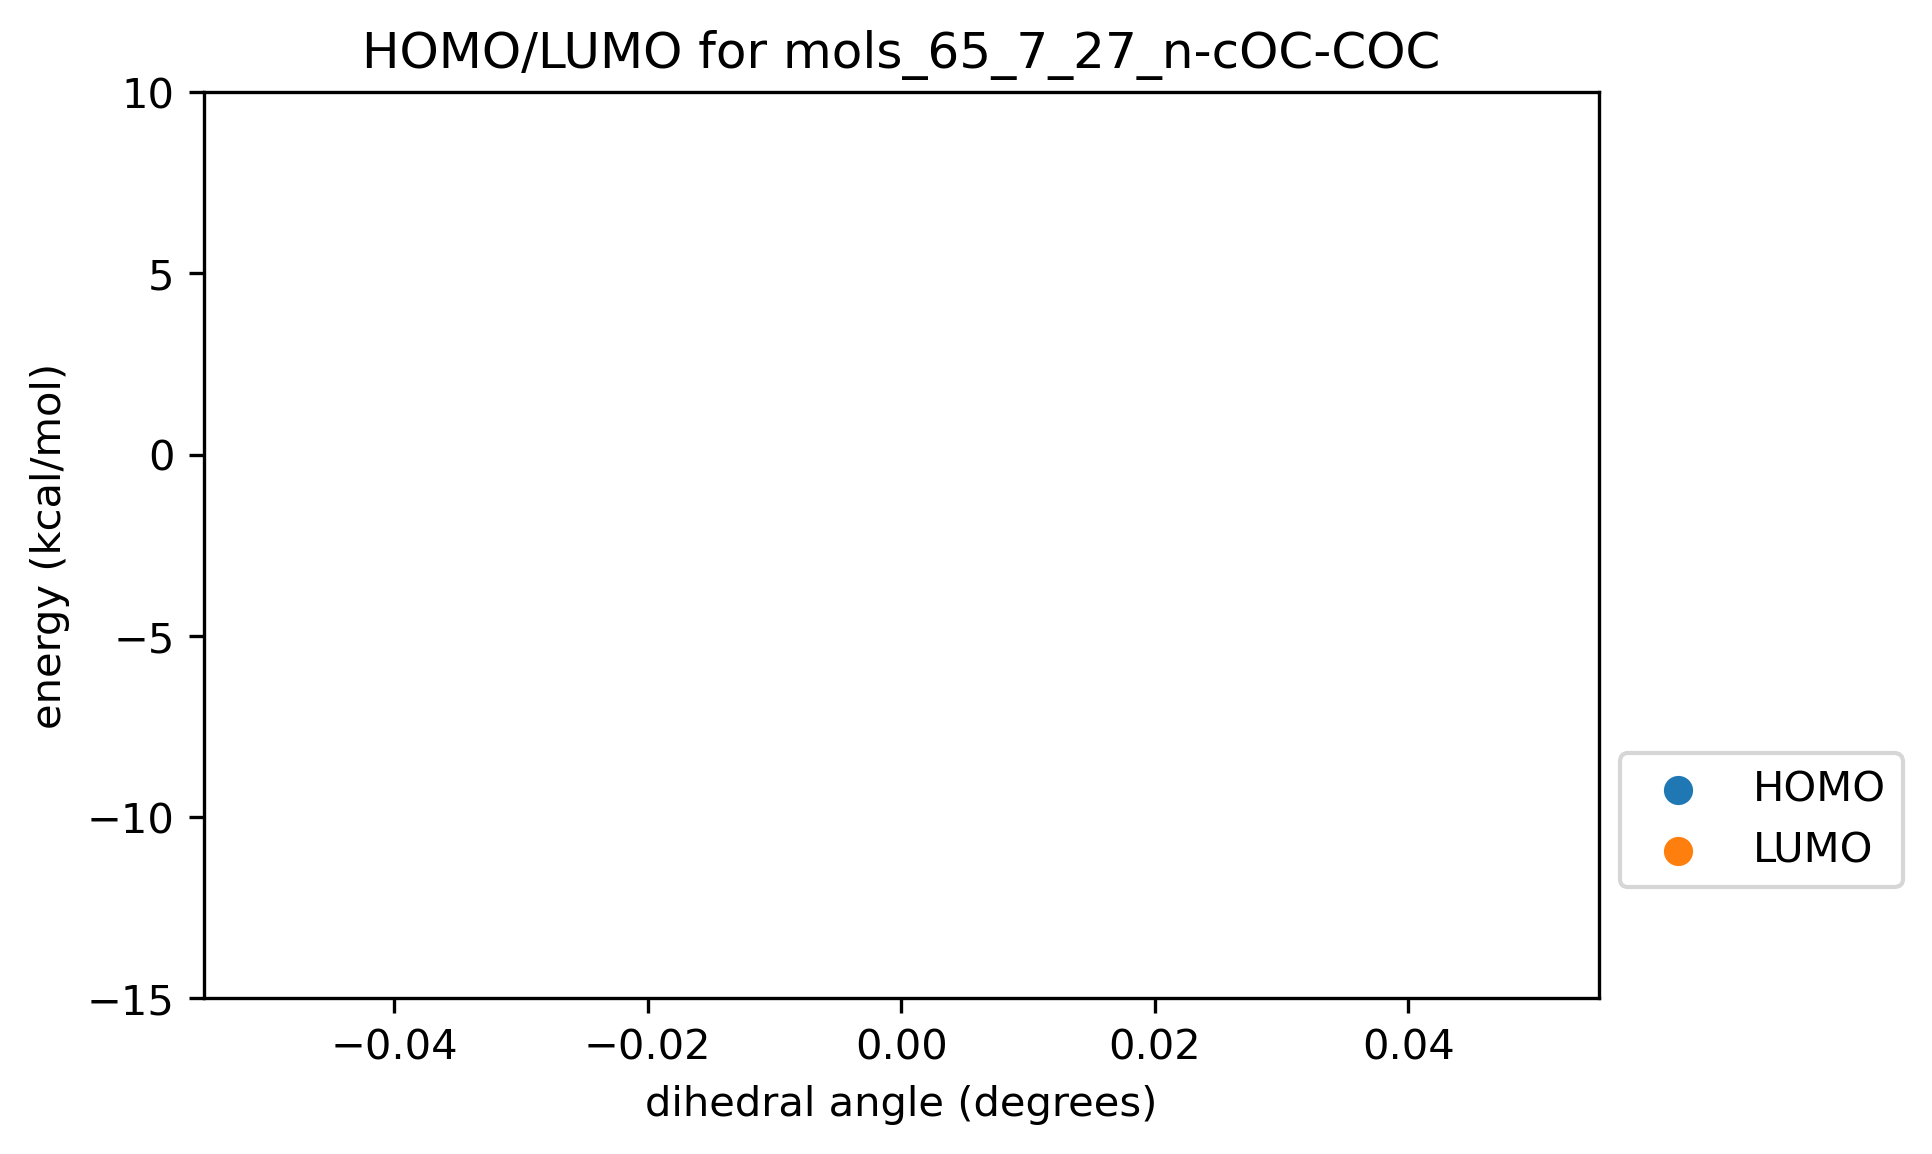 HOMO/LUMO for mols_65_7_27_n-cOC-COC
10
5
0
−5
−10
−15
energy (kcal/mol)
−0.04
−0.02
0.00
0.02
0.04
dihedral angle (degrees)
HOMO
LUMO